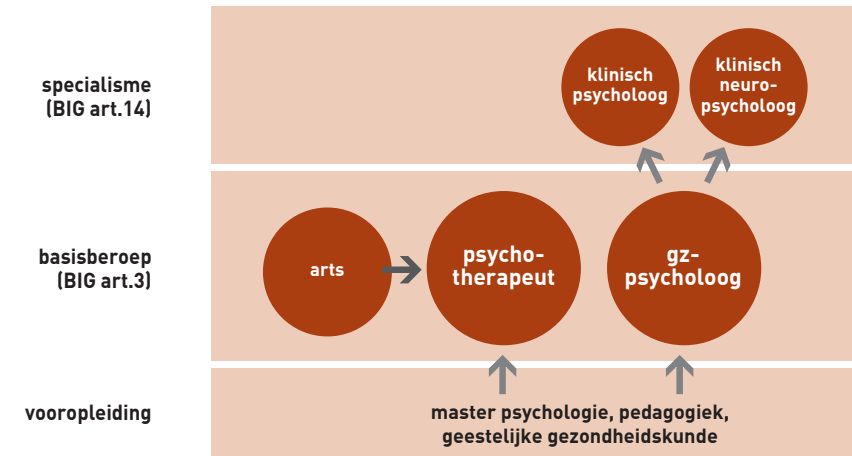 specialisme
(BIG art.14)
klinisch
psycholoog
klinisch
neuro-
psycholoog
basisberoep
(BIG art.3)
arts
psycho-
therapeut
gz-
psycholoog
vooropleiding
master psychologie, pedagogiek,
geestelijke gezondheidskunde